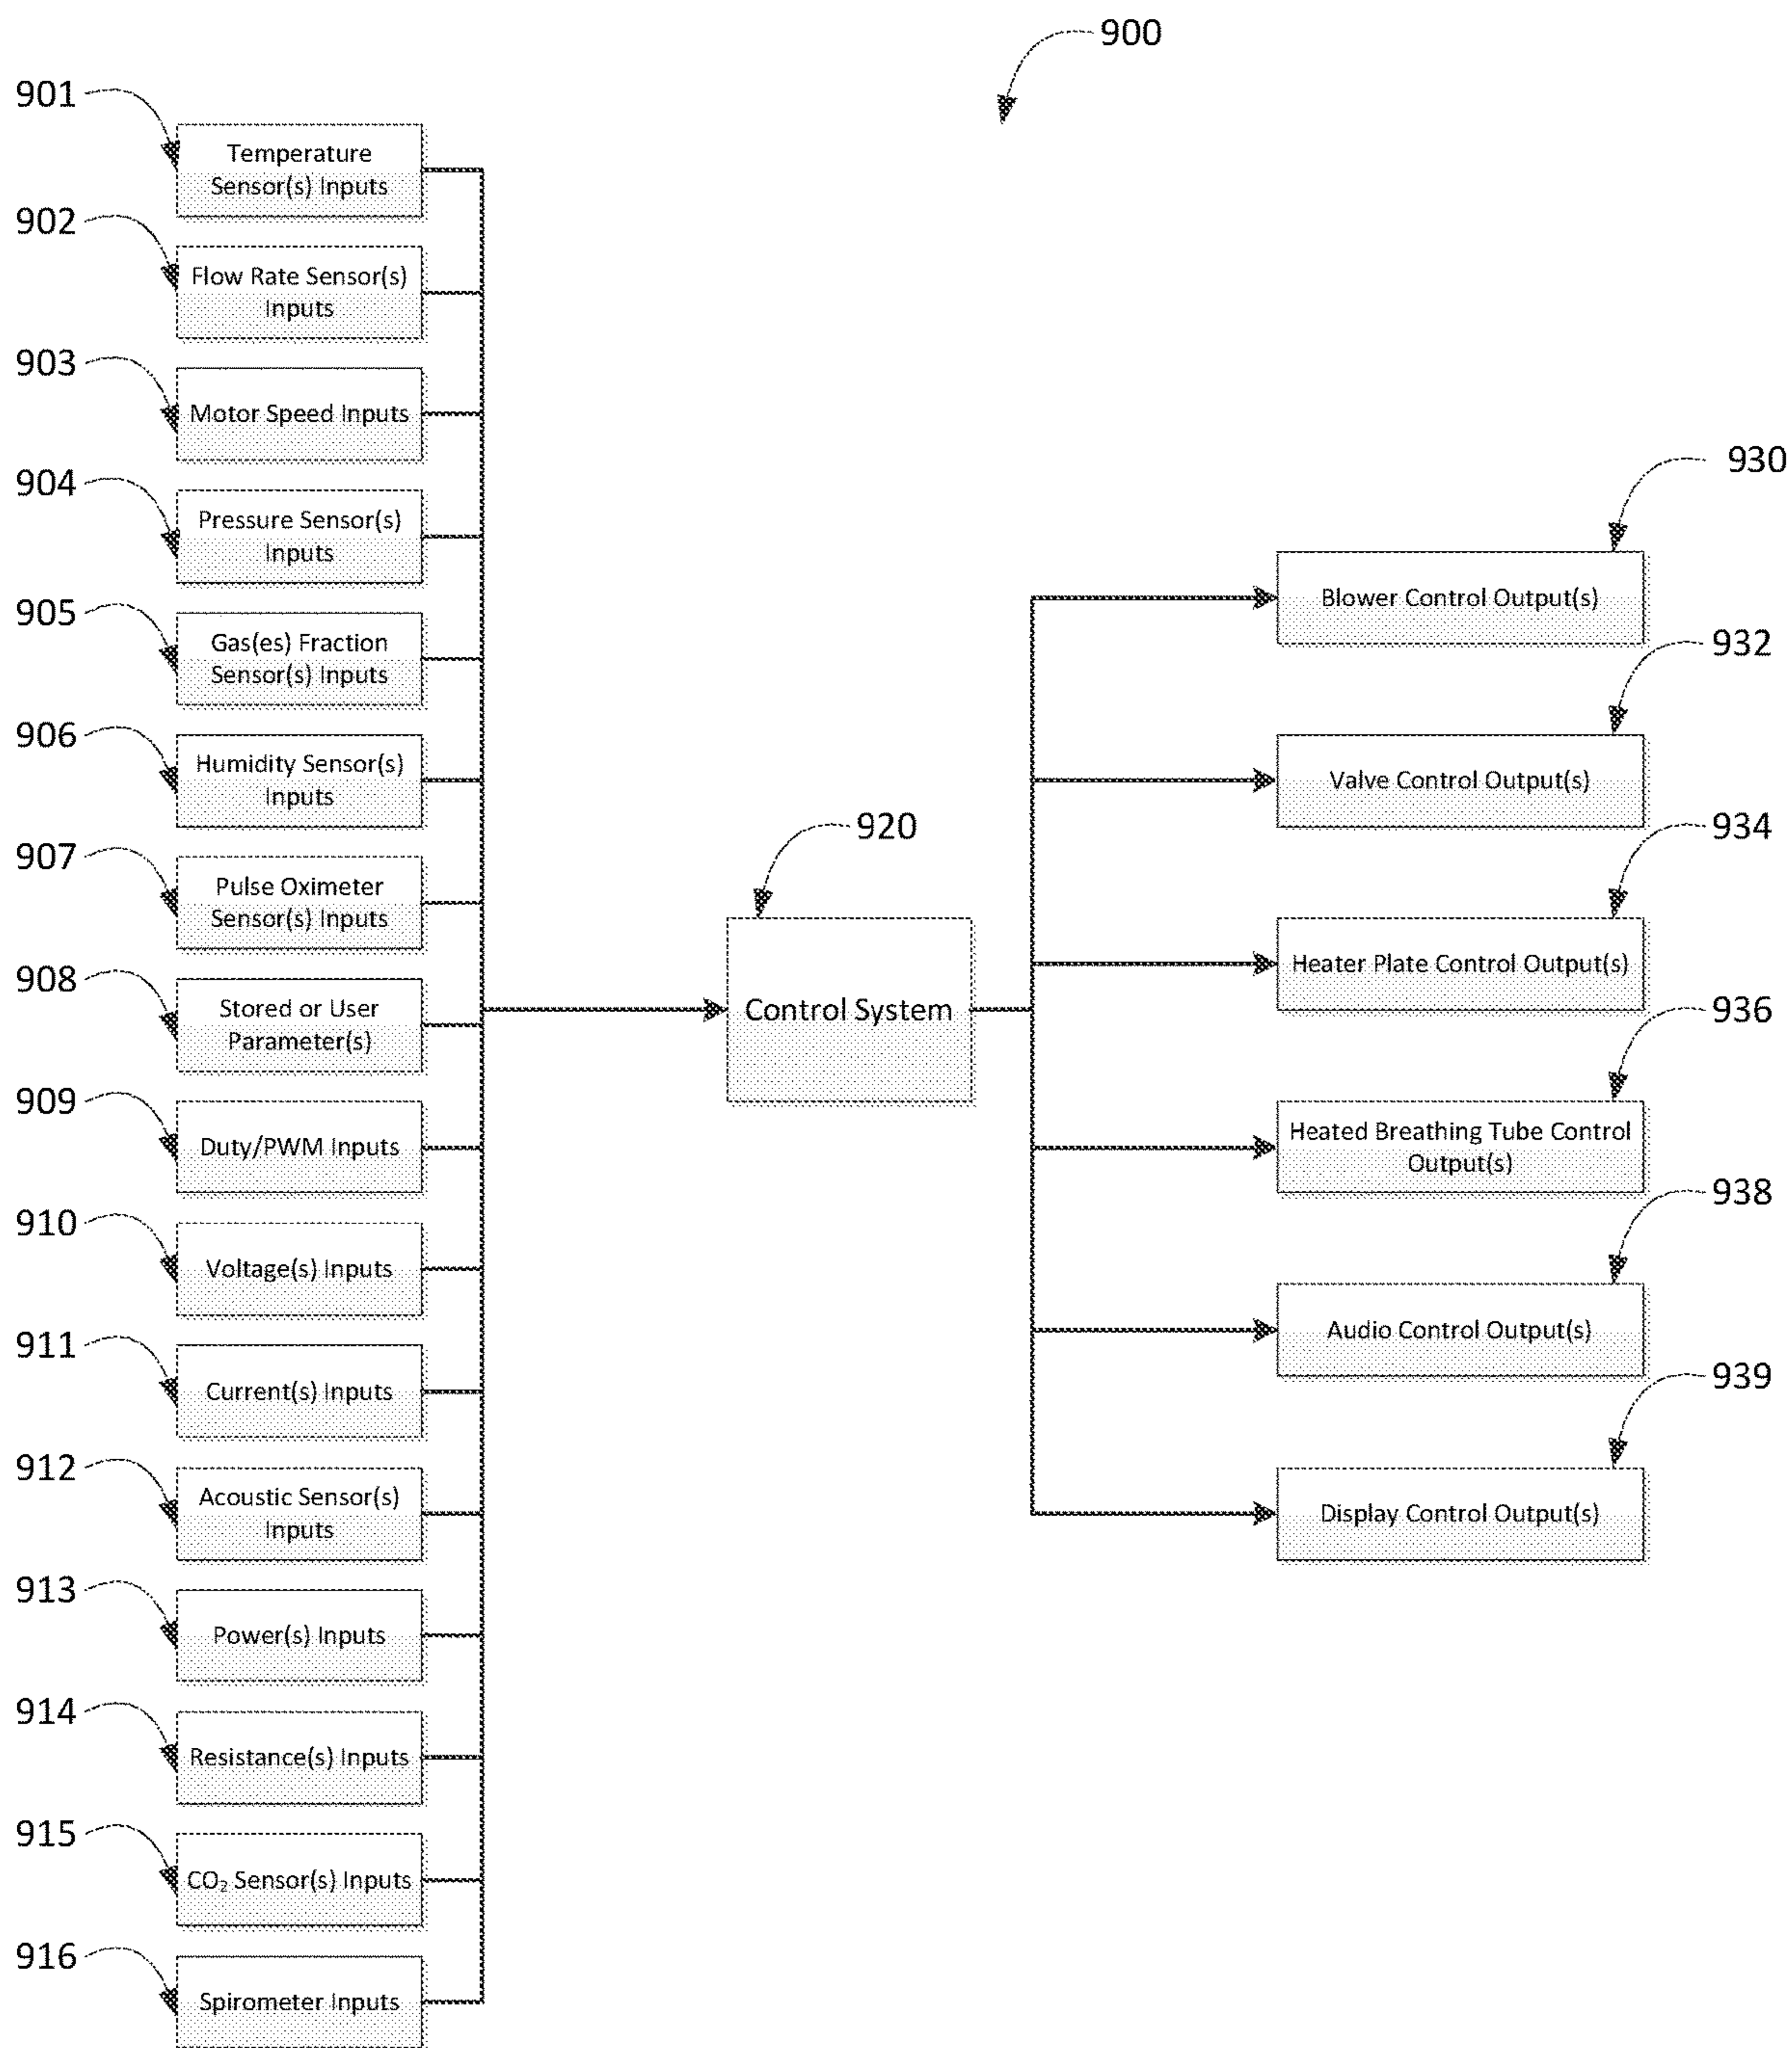 900
901
Temperature
Sensor(s) Inputs
902
Flow Rate Sensor(s)
Inputs
903
Motor Speed Inputs
904
Pressure Sensor(s)
Inputs
905
Gas(es) Fraction
Sensor(s) Inputs
906
Humidity Sensor(s)
Inputs
907
Pulse Oximeter
Sensor(s) Inputs
908
Stored or User
Parameter(s)
909
Duty/PWM Inputs
910
Voltage(s) Inputs
911
Current(s) Inputs
912
Acoustic Sensor(s)
Inputs
913
Power(s) Inputs
914
Resistance(s) Inputs
915
CO₂ Sensor(s) Inputs
916
Spirometer Inputs
920
Control System
930
Blower Control Output(s)
932
Valve Control Output(s)
934
Heater Plate Control Output(s)
936
Heated Breathing Tube Control
Output(s)
938
Audio Control Output(s)
939
Display Control Output(s)